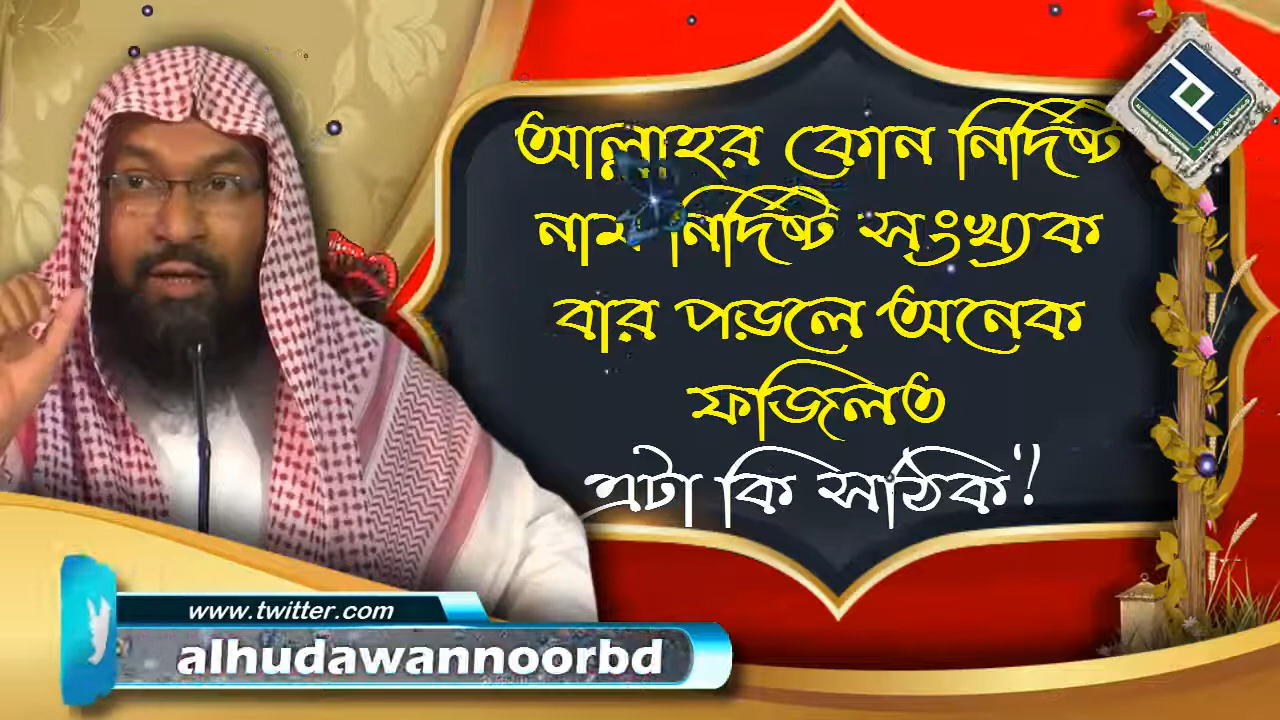 আল্লাহর কোন নির্দিষ্ট
নাম নির্দিষ্ট সংখ্যক
বার পড়লে অনেক
ফজিলত
এটা কি সঠিক"!
www.twitter.com
alhudawannoorbd